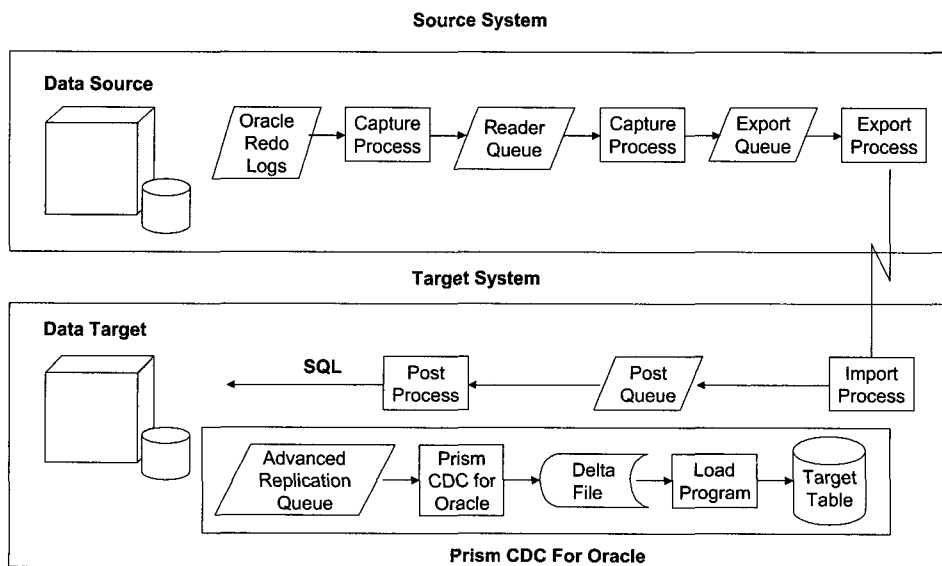 Source System
Data Source
Oracle
Redo
Logs
Capture
Process
Reader
Queue
Capture
Process
Export
Queue
Export
Process
Target System
Data Target
SQL
Post
Process
Post
Queue
Import
Process
Advanced
Replication
Queue
Prism
CDC for
Oracle
Delta
File
Load
Program
Target
Table
Prism CDC For Oracle